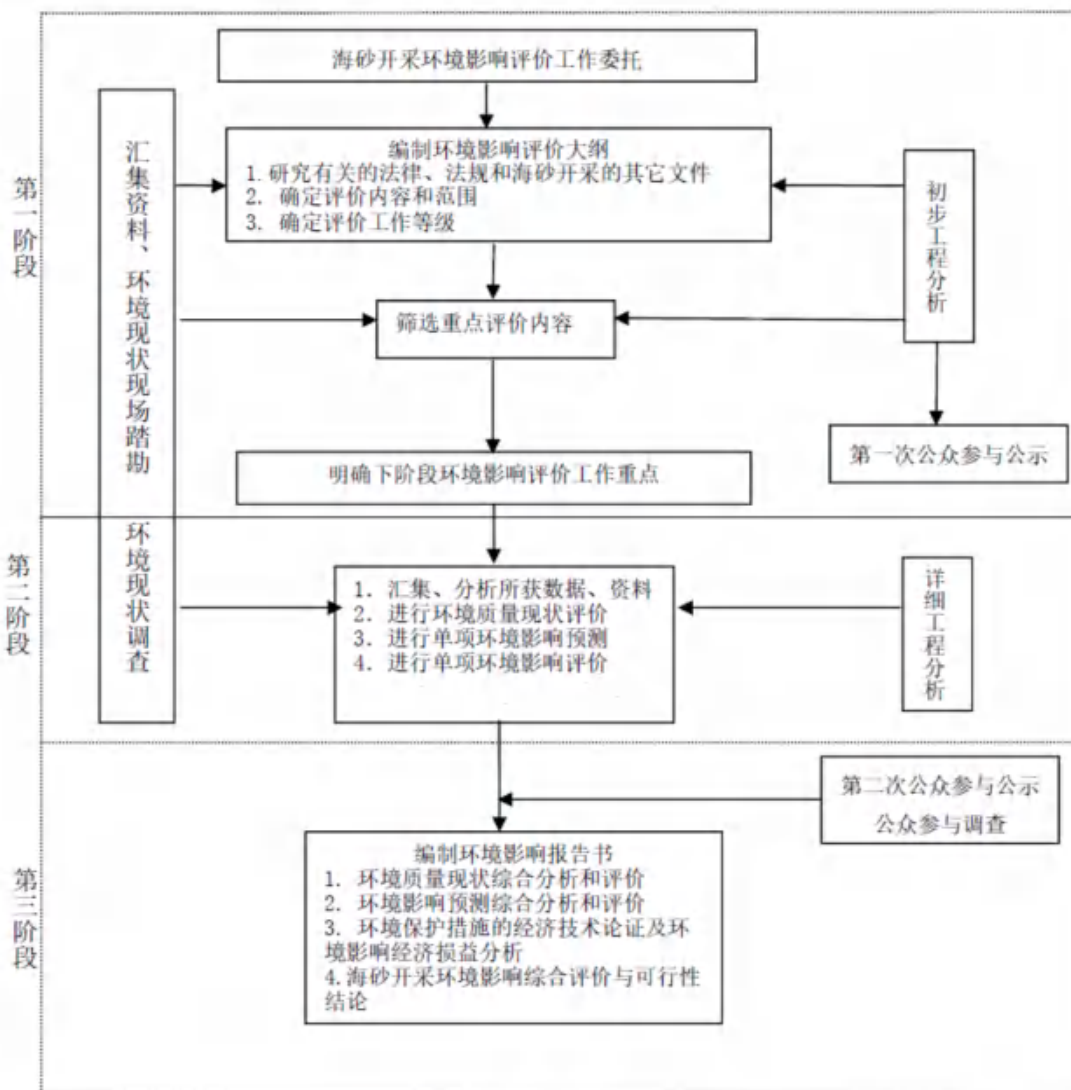 海砂开采环境影响评价工作委托
第一阶段
汇集资料、环境现状现场踏勘
编制环境影响评价大纲
1.研究有关的法律、法规和海砂开采的其它文件
2. 确定评价内容和范围
3. 确定评价工作等级
初步工程分析
筛选重点评价内容
第一次公众参与公示
明确下阶段环境影响评价工作重点
第二阶段
环境现状调查
1. 汇集、分析所获数据、资料
2. 进行环境质量现状评价
3. 进行单项环境影响预测
4. 进行单项环境影响评价
详细工程分析
第二次公众参与公示
公众参与调查
第三阶段
编制环境影响报告书
1. 环境质量现状综合分析和评价
2. 环境影响预测综合分析和评价
3. 环境保护措施的经济技术论证及环
境影响经济损益分析
4.海砂开采环境影响综合评价与可行性
结论